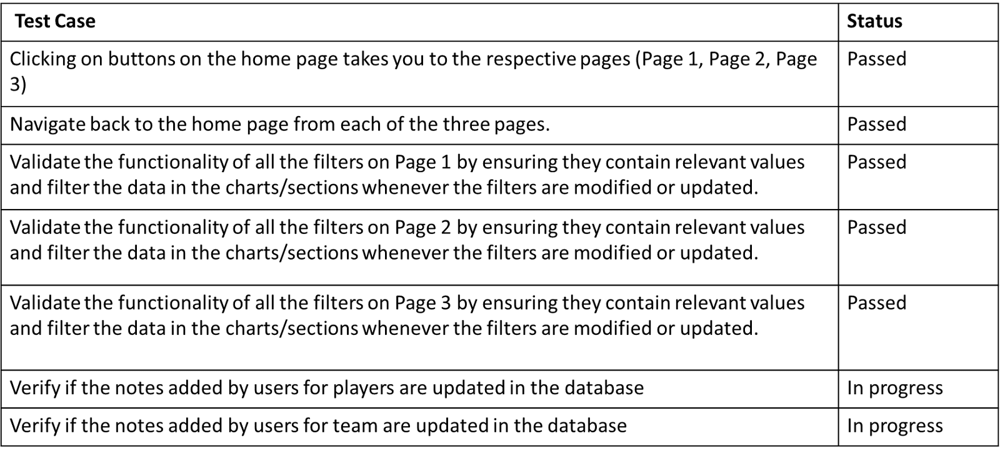 Test Case Status
Clicking on buttons on the home page takes you to the respective pages (Page 1, Page 2, Page Passed
3)
Navigate back to the home page from each of the three pages. Passed
Validate the functionality of all the filters on Page 1 by ensuring they contain relevant values Passed
and filter the data in the charts/sections whenever the filters are modified or updated.
Validate the functionality of all the filters on Page 2 by ensuring they contain relevant values Passed
and filter the data in the charts/sections whenever the filters are modified or updated.
Validate the functionality of all the filters on Page 3 by ensuring they contain relevant values Passed
and filter the data in the charts/sections whenever the filters are modified or updated.
Verify if the notes added by users for players are updated in the database In progress
Verify if the notes added by users for team are updated in the database In progress